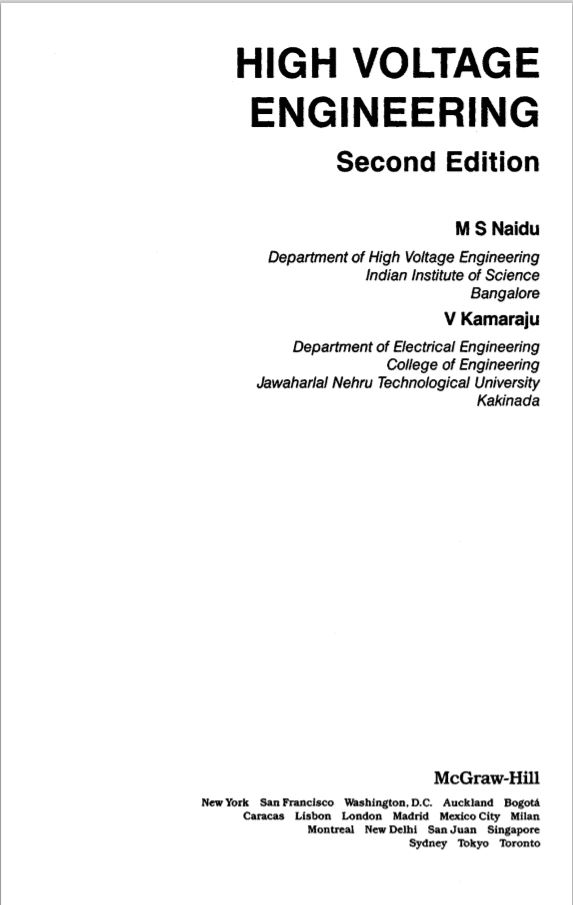 HIGH VOLTAGE
ENGINEERING
Second Edition
M S Naidu
Department of High Voltage Engineering
Indian Institute of Science
Bangalore
V Kamaraju
Department of Electrical Engineering
College of Engineering
Jawaharlal Nehru Technological University
Kakinada
McGraw-Hill
New York San Francisco Washington, D.C. Auckland Bogotá
Caracas Lisbon London Madrid Mexico City Milan
Montreal New Delhi San Juan Singapore
Sydney Tokyo Toronto